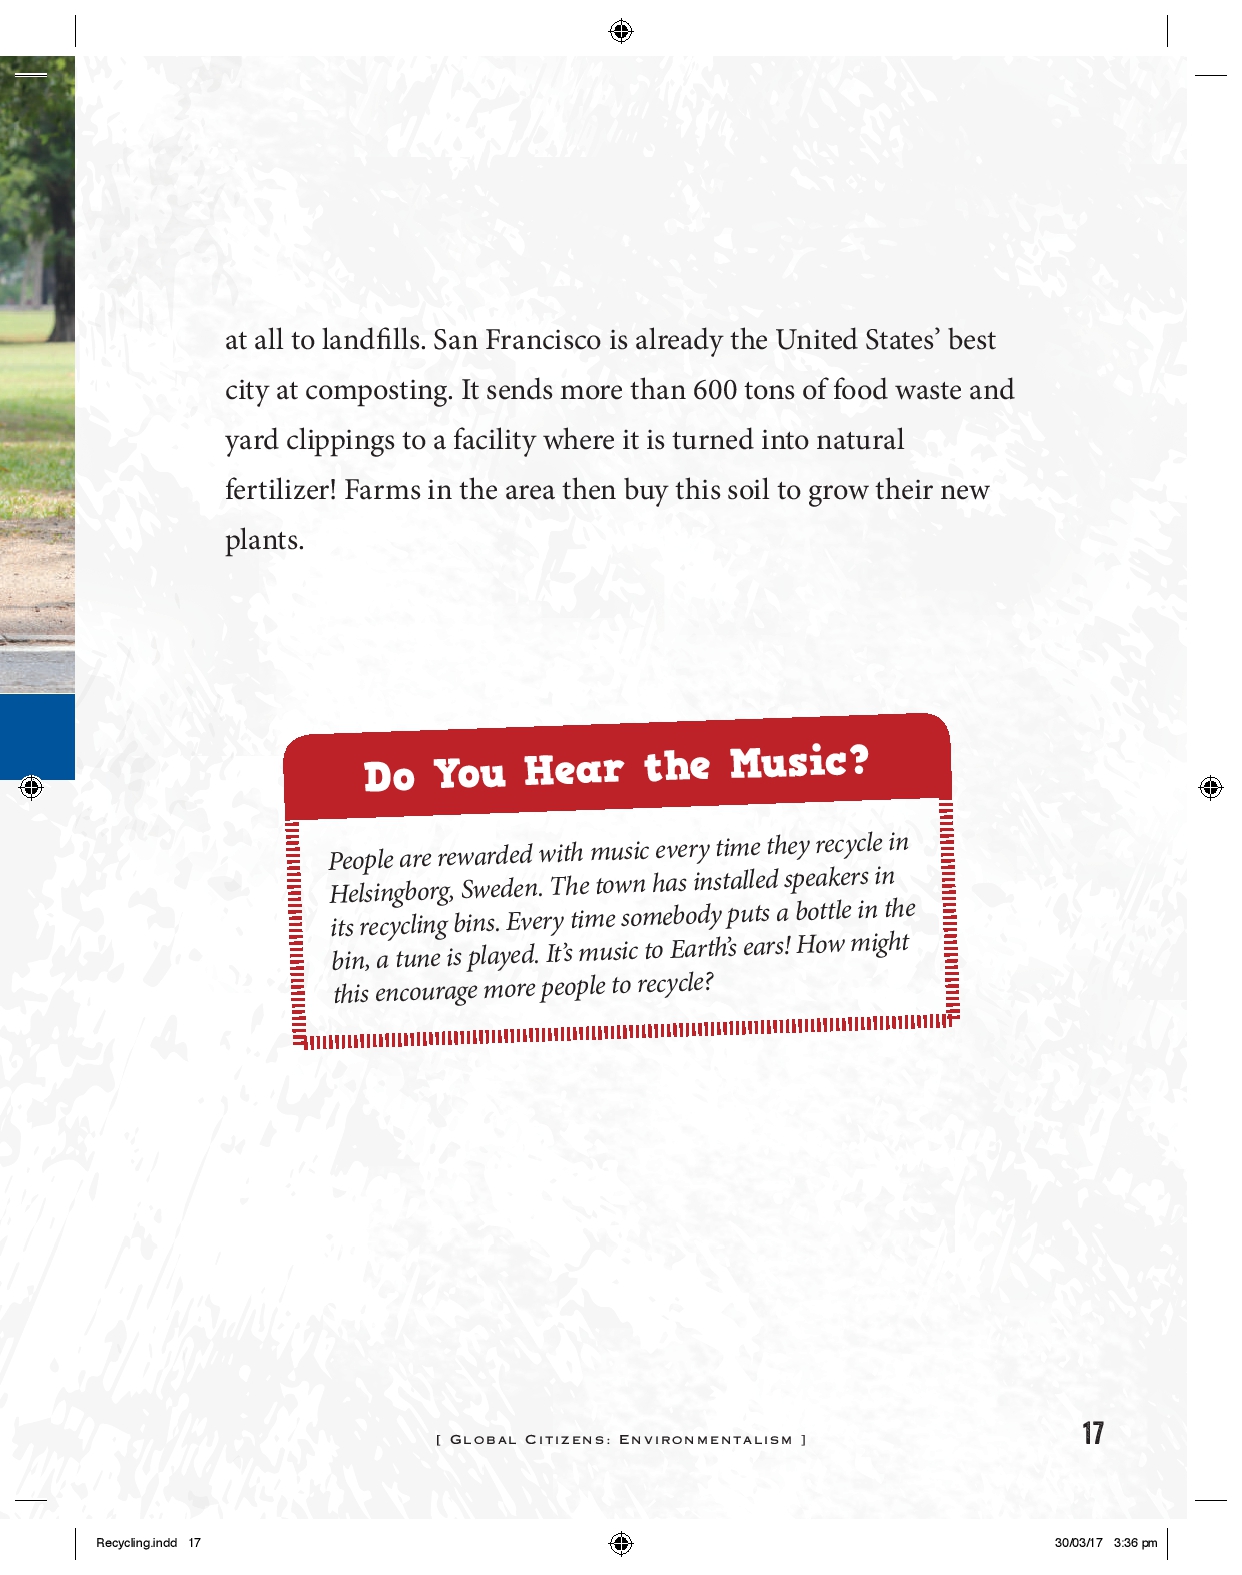 at all to landfills. San Francisco is already the United States’ best
city at composting. It sends more than 600 tons of food waste and
yard clippings to a facility where it is turned into natural
fertilizer! Farms in the area then buy this soil to grow their new
plants.
Do You Hear the Music?
People are rewarded with music every time they recycle in
Helsingborg, Sweden. The town has installed speakers in
its recycling bins. Every time somebody puts a bottle in the
bin, a tune is played. It’s music to Earth’s ears! How might
this encourage more people to recycle?
[ Global Citizens: Environmentalism ]
17
Recycling.indd 17
30/03/17 3:36 pm